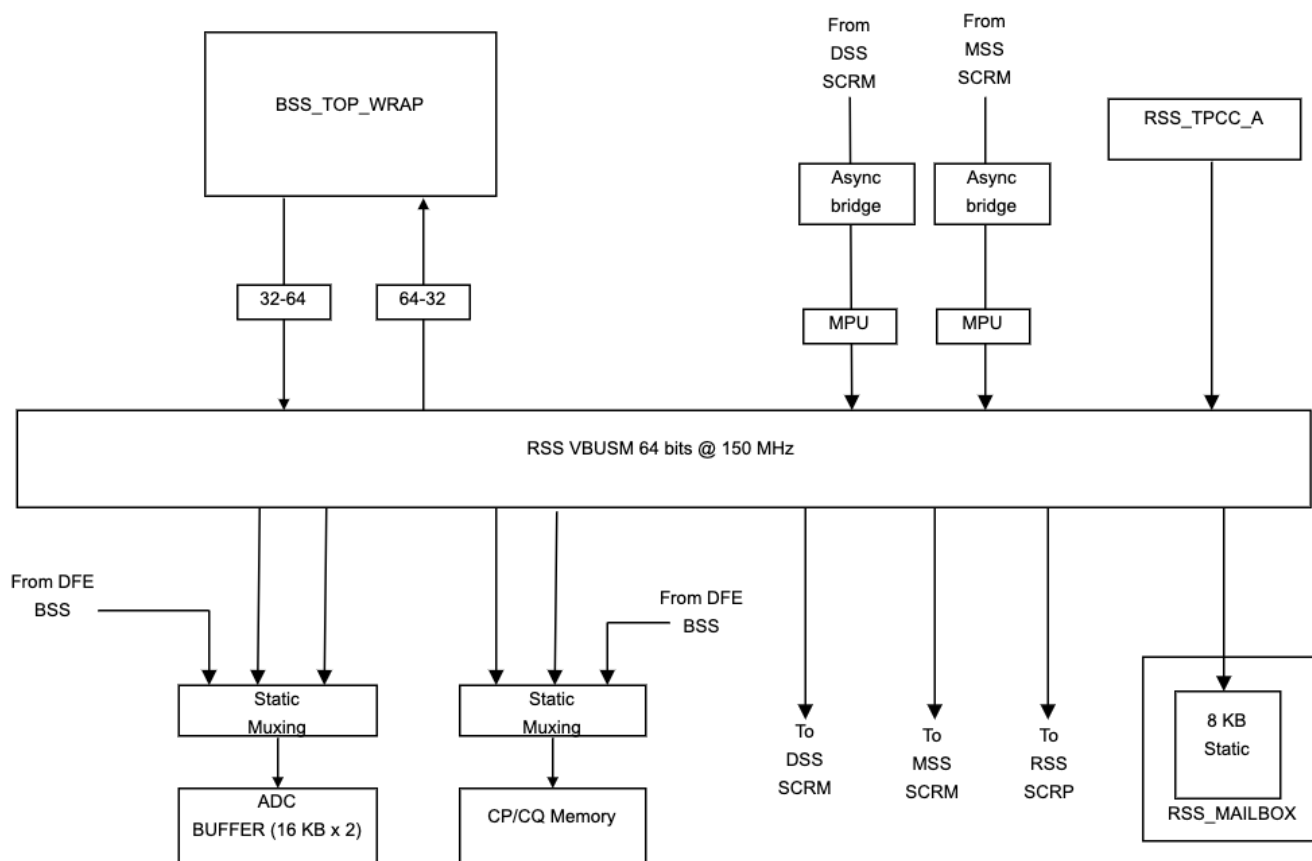 BSS_TOP_WRAP
From
DSS
SCRM
From
MSS
SCRM
RSS_TPCC_A
Async
bridge
Async
bridge
32-64
64-32
MPU
MPU
RSS VBUSM 64 bits @ 150 MHz
From DFE
BSS
From DFE
BSS
Static
Muxing
Static
Muxing
ADC
BUFFER (16 KB x 2)
CP/CQ Memory
To
DSS
SCRM
To
MSS
SCRM
To
RSS
SCRP
8 KB
Static
RSS_MAILBOX